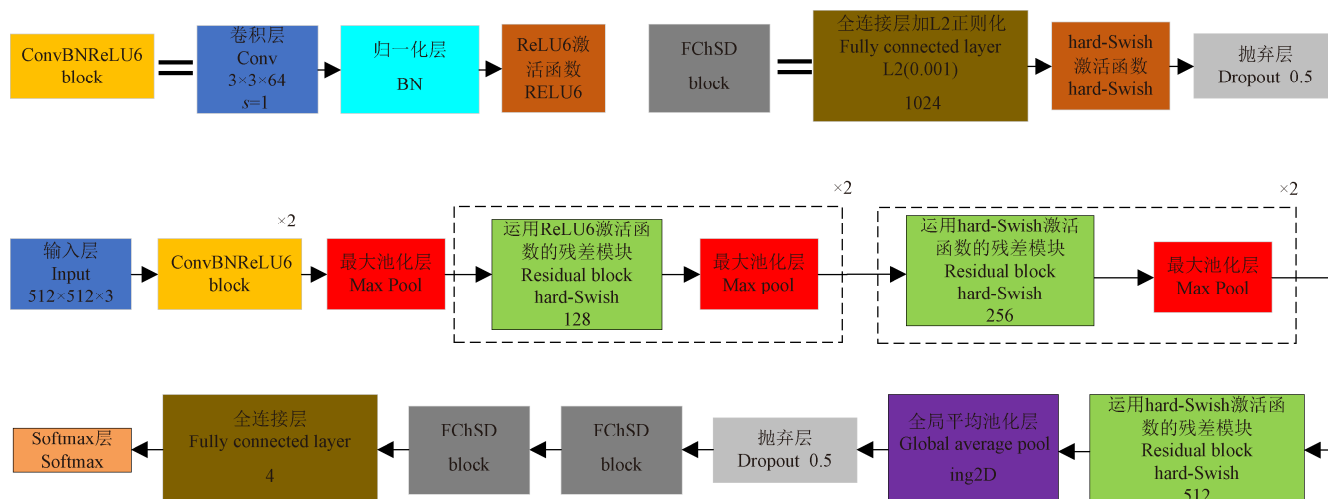 ConvBNReLU6
block
卷积层
Conv
3×3×64
s=1
归一化层
BN
ReLU6激
活函数
RELU6
FChSD
block
全连接层加L2正则化
Fully connected layer
L2(0.001)
1024
hard-Swish
激活函数
hard-Swish
抛弃层
Dropout 0.5
输入层
Input
512×512×3
×2
ConvBNReLU6
block
最大池化层
Max Pool
×2
运用ReLU6激活函
数的残差模块
Residual block
hard-Swish
128
最大池化层
Max pool
×2
运用hard-Swish激活
函数的残差模块
Residual block
hard-Swish
256
最大池化层
Max Pool
Softmax层
Softmax
全连接层
Fully connected layer
4
FChSD
block
FChSD
block
抛弃层
Dropout 0.5
全局平均池化层
Global average pool
ing2D
运用hard-Swish激活函
数的残差模块
Residual block
hard-Swish
512